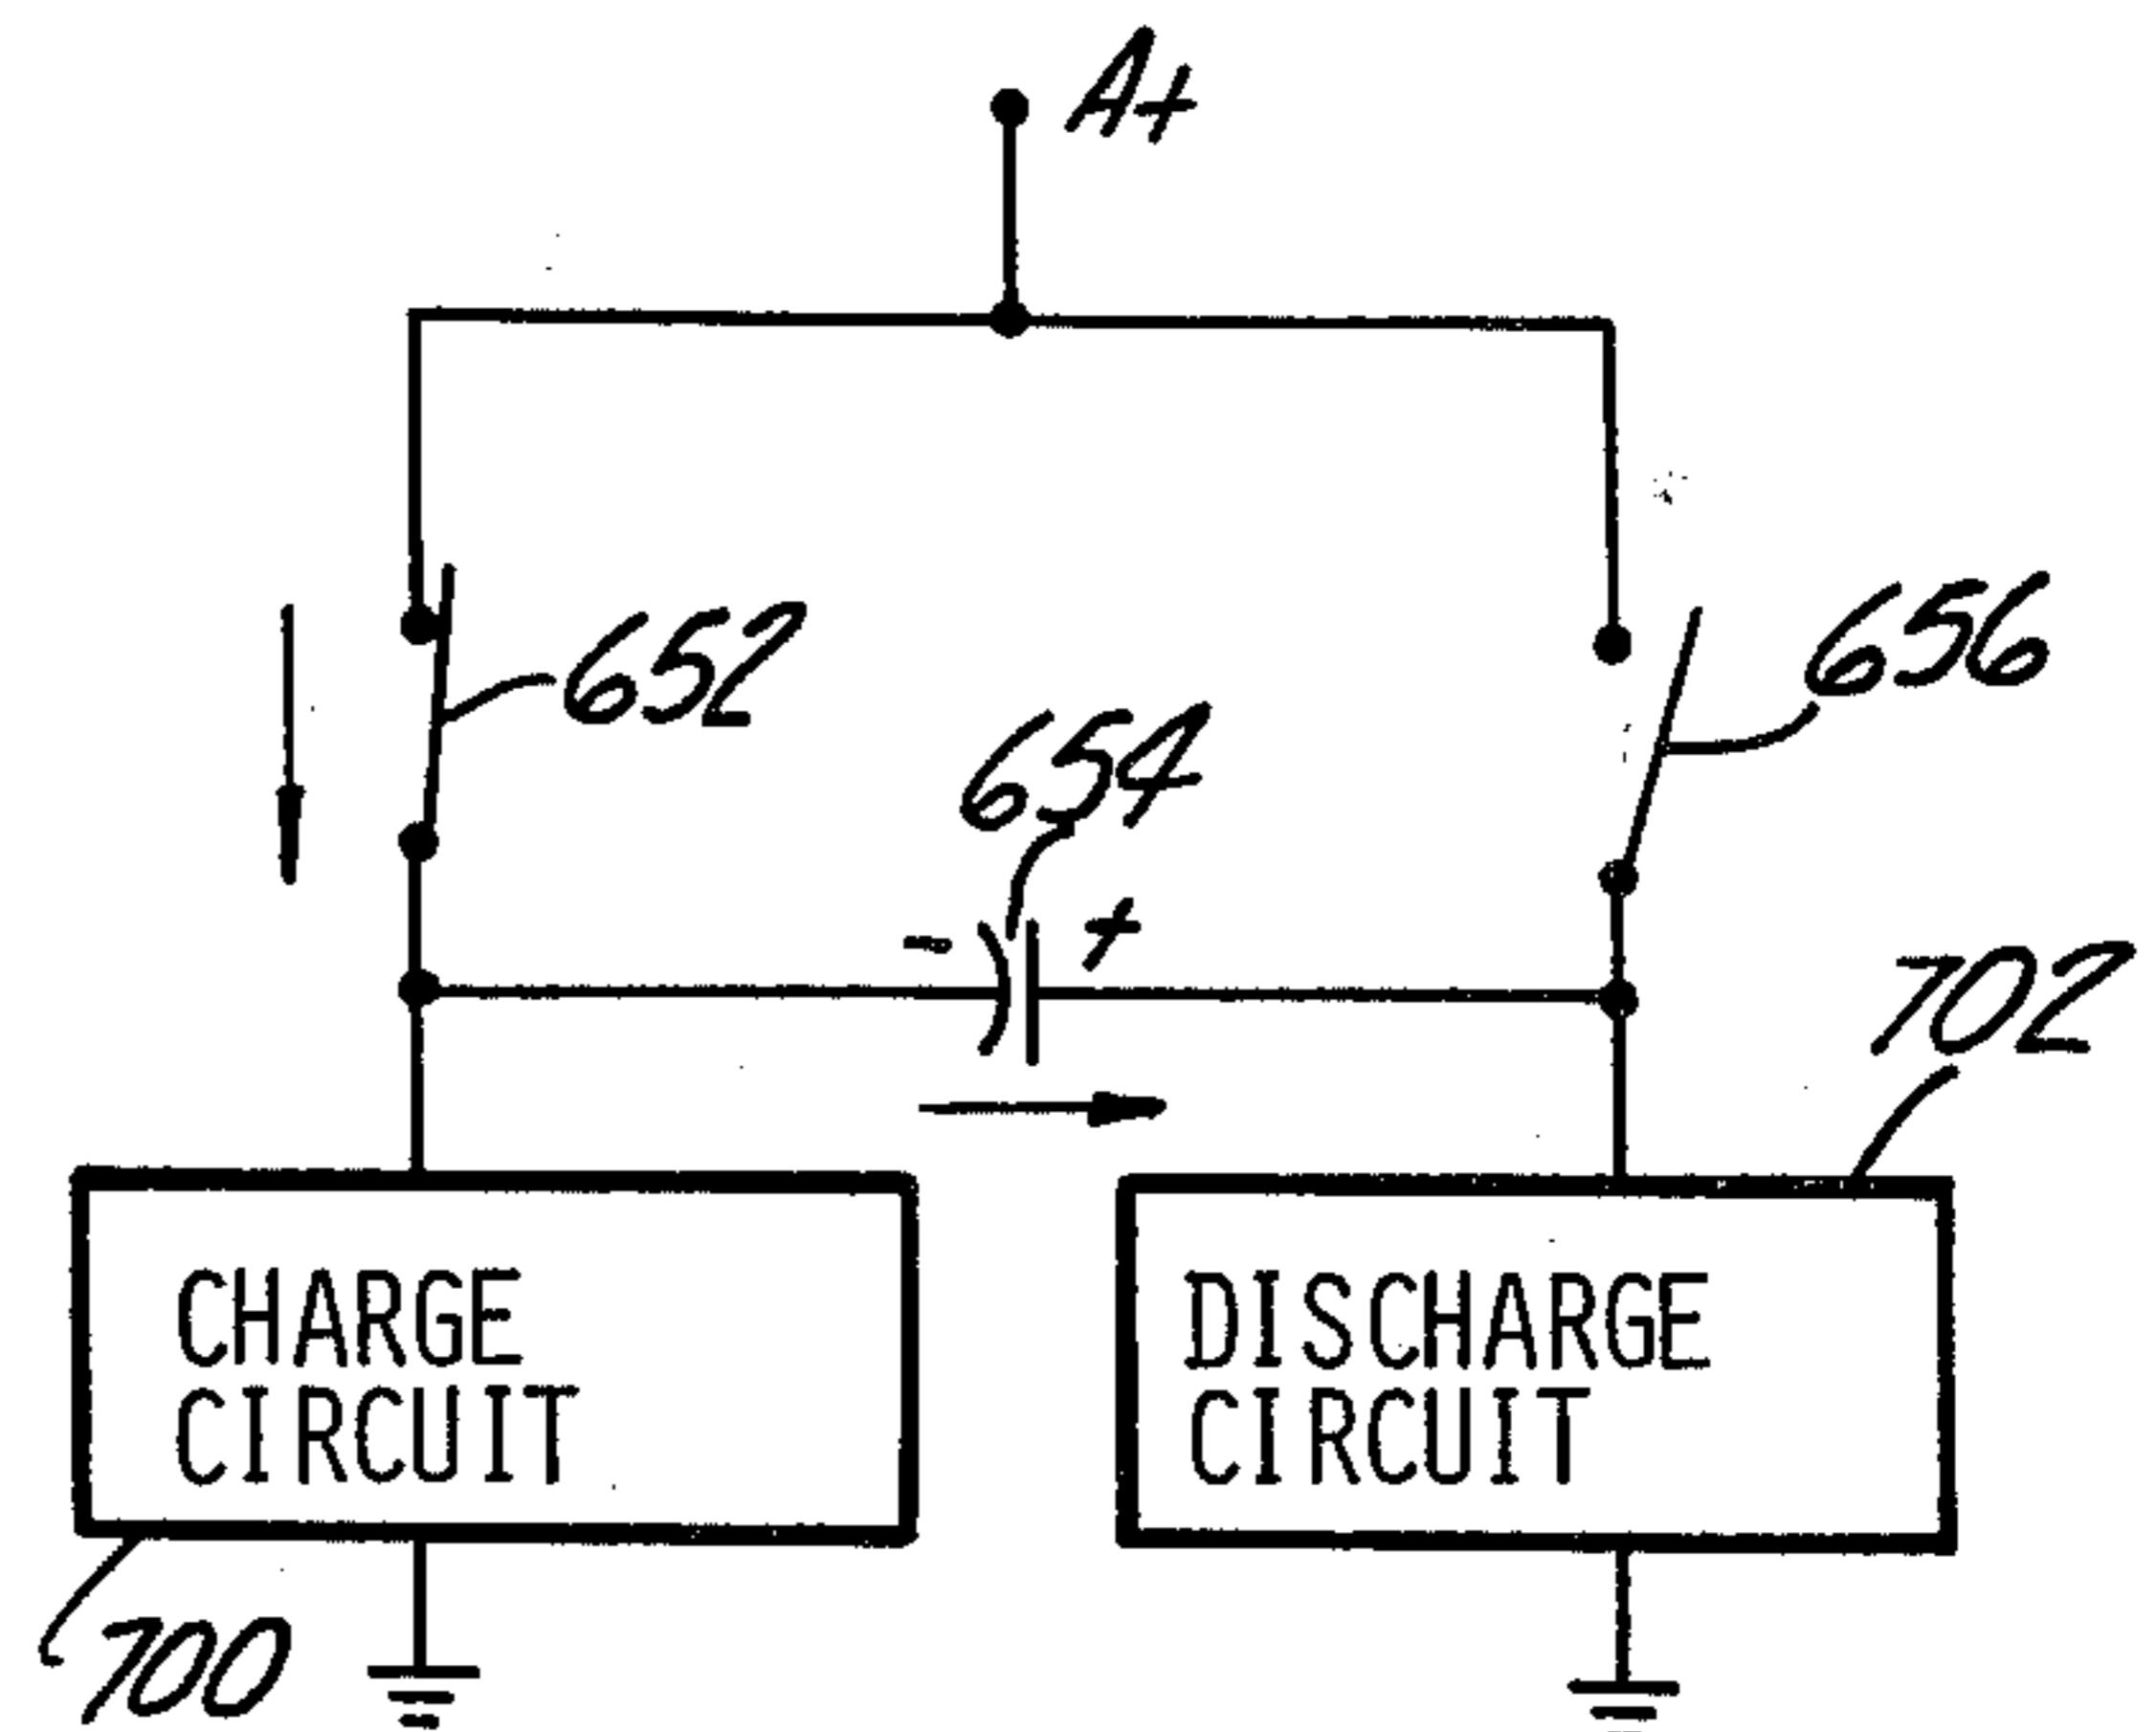 A+
652
656
654
- +
702
CHARGE
CIRCUIT
DISCHARGE
CIRCUIT
700